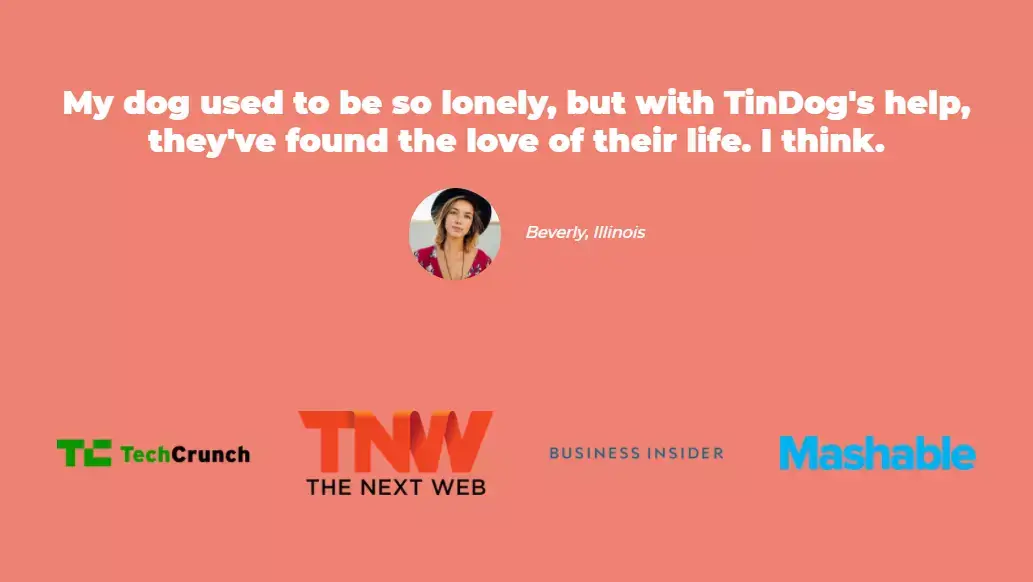 My dog used to be so lonely, but with TinDog's help,
they've found the love of their life. I think.
Beverly, Illinois
TC TechCrunch
TNW
THE NEXT WEB
BUSINESS INSIDER
Mashable